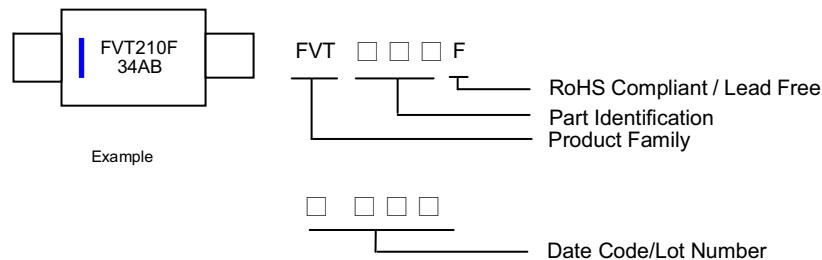 FVT210F
34AB
Example
FVT □ □ □ F
RoHS Compliant / Lead Free
Part Identification
Product Family
□ □ □ □
Date Code/Lot Number